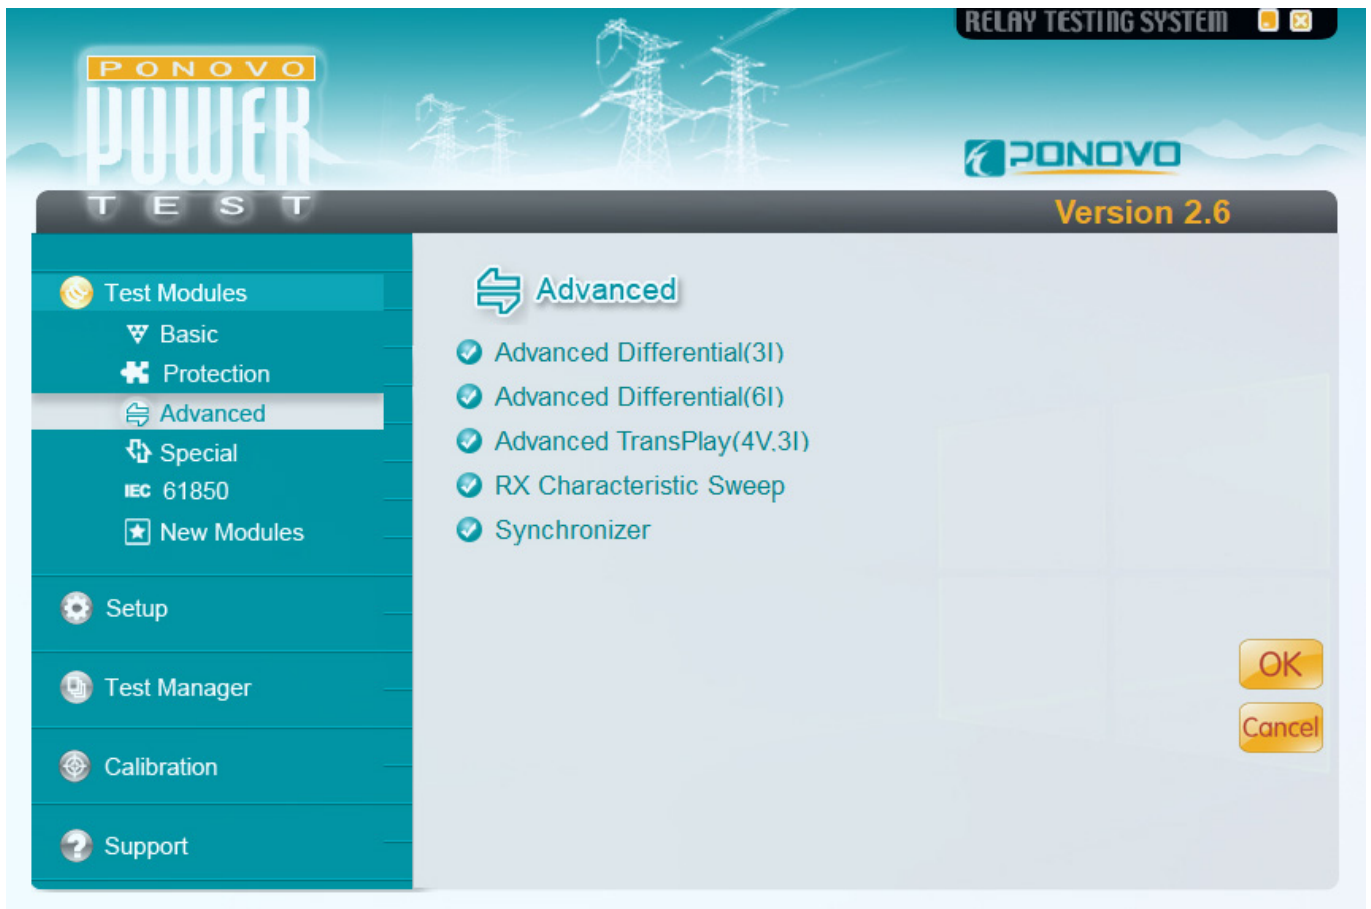 RELAY TESTING SYSTEM
PONOVO
POWER
TEST
PONOVO
Version 2.6
Test Modules
Basic
Protection
Advanced
Special
IEC 61850
New Modules
Setup
Test Manager
Calibration
Support
Advanced
Advanced Differential(3I)
Advanced Differential(6I)
Advanced TransPlay(4V,3I)
RX Characteristic Sweep
Synchronizer
OK
Cancel